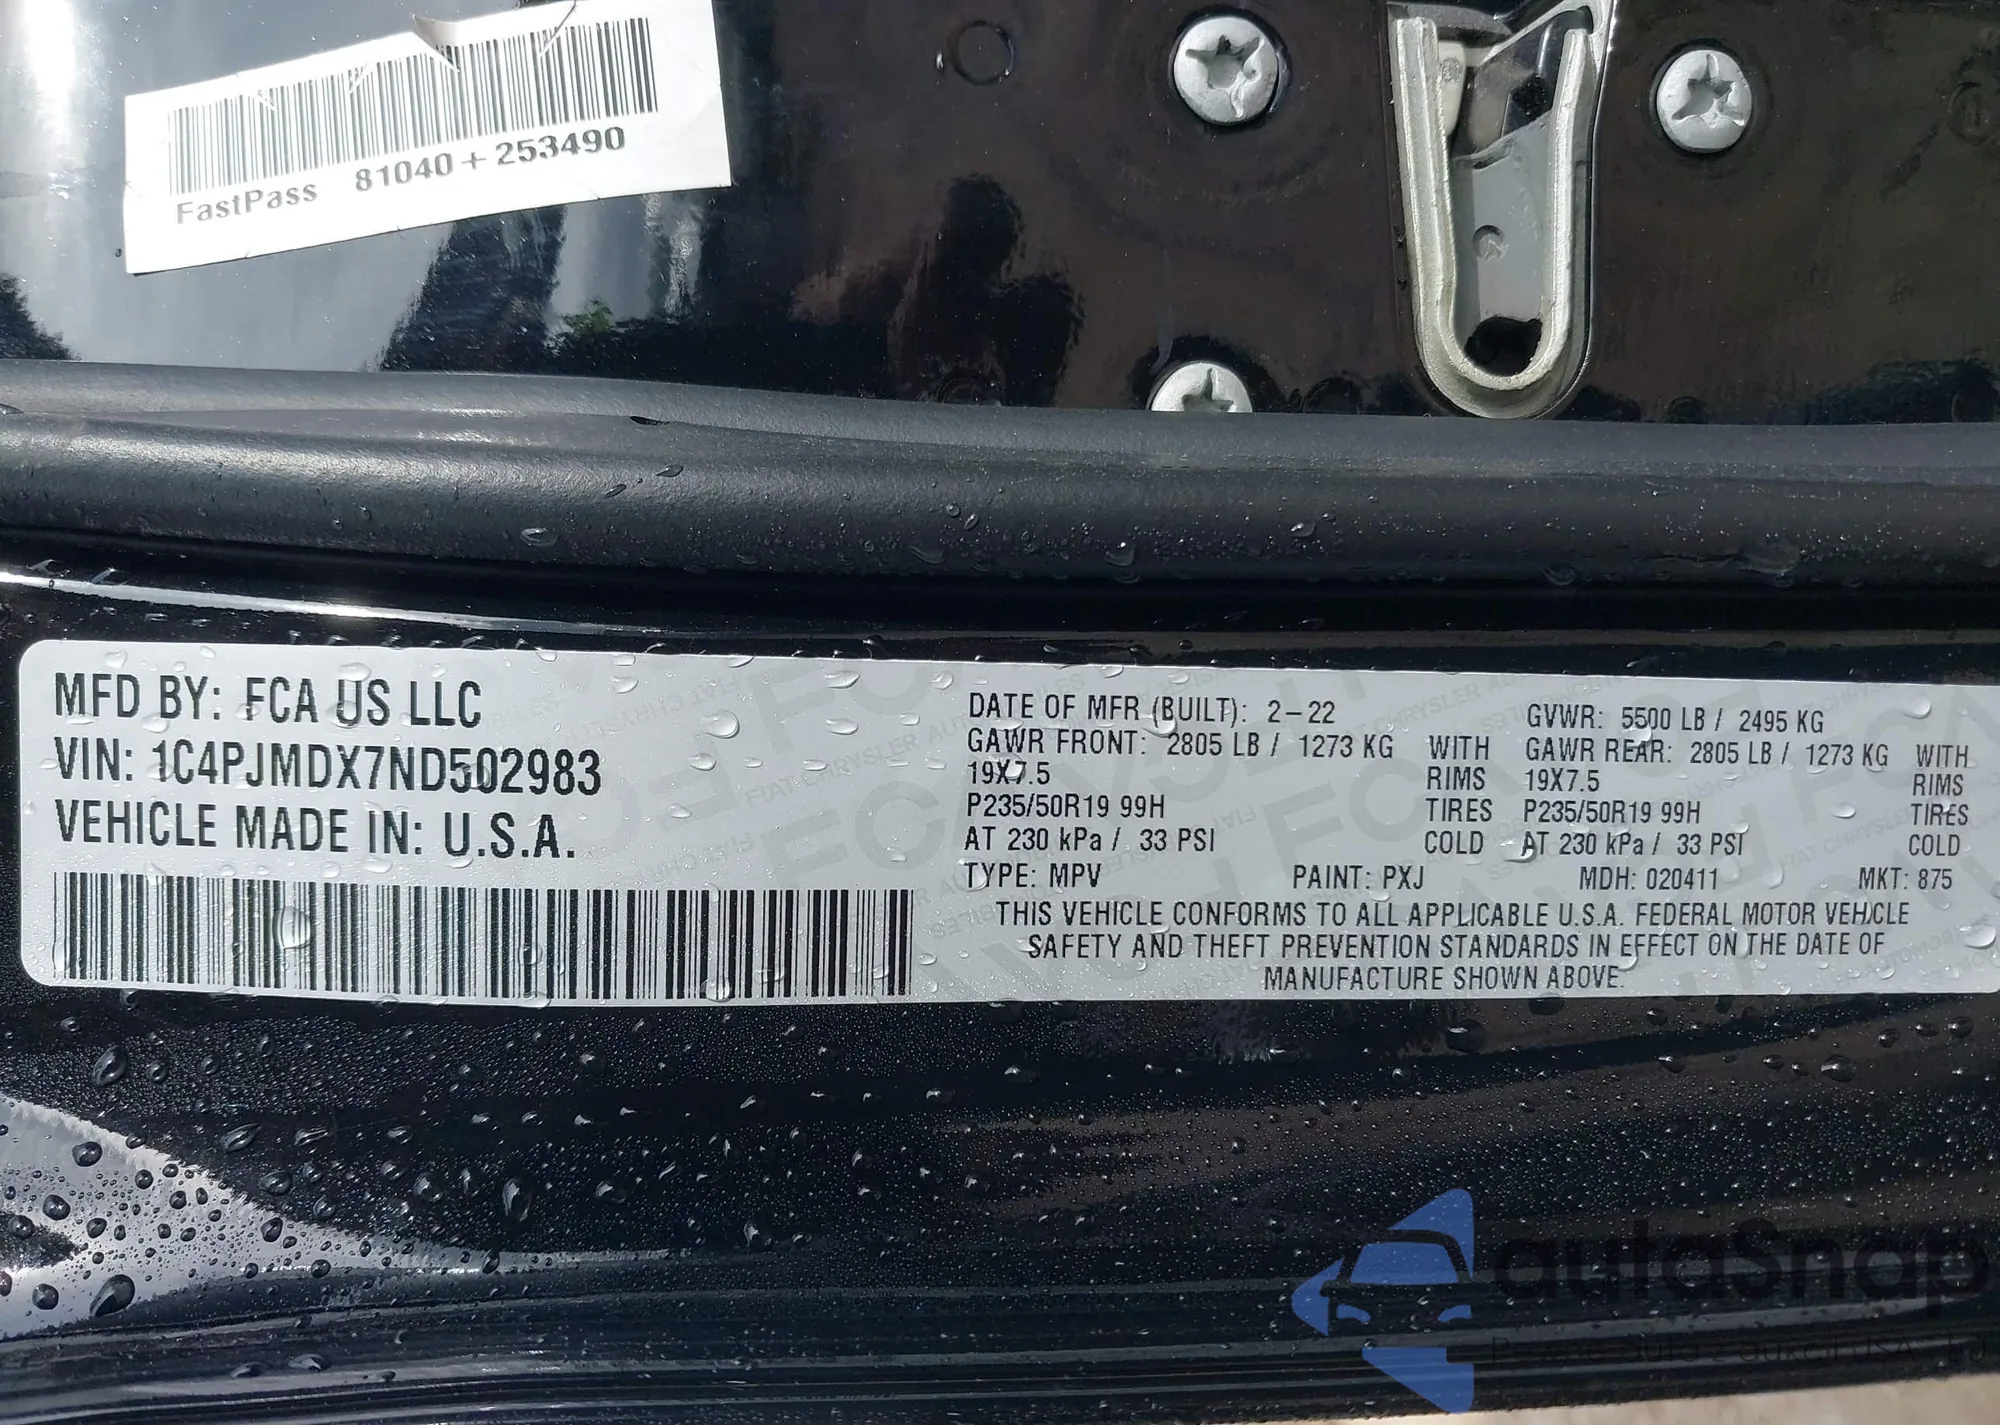 FastPass 81040+253490
MFD BY: FCA US LLC
VIN: 1C4PJMDX7ND502983
VEHICLE MADE IN: U.S.A.
DATE OF MFR (BUILT): 2-22 GVWR: 5500 LB / 2495 KG
GAWR FRONT: 2805 LB / 1273 KG WITH GAWR REAR: 2805 LB / 1273 KG WITH
19X7.5 RIMS 19X7.5 RIMS
P235/50R19 99H TIRES P235/50R19 99H TIRES
AT 230 kPa / 33 PSI COLD AT 230 kPa / 33 PSI COLD
TYPE: MPV PAINT: PXJ MDH: 020411 MKT: 875
THIS VEHICLE CONFORMS TO ALL APPLICABLE U.S.A. FEDERAL MOTOR VEHICLE
SAFETY AND THEFT PREVENTION STANDARDS IN EFFECT ON THE DATE OF
MANUFACTURE SHOWN ABOVE.
autaSnap